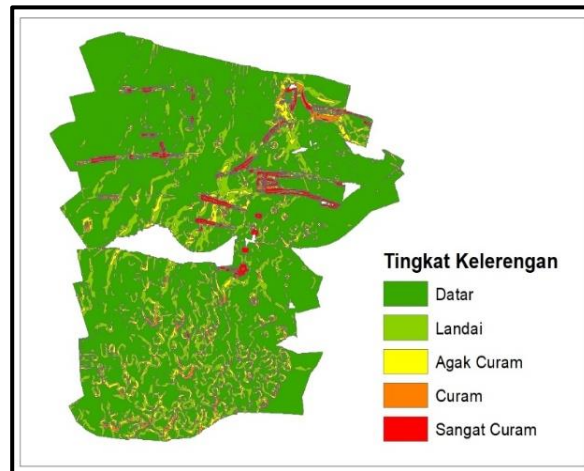 Tingkat Kelerengan
Datar
Landai
Agak Curam
Curam
Sangat Curam